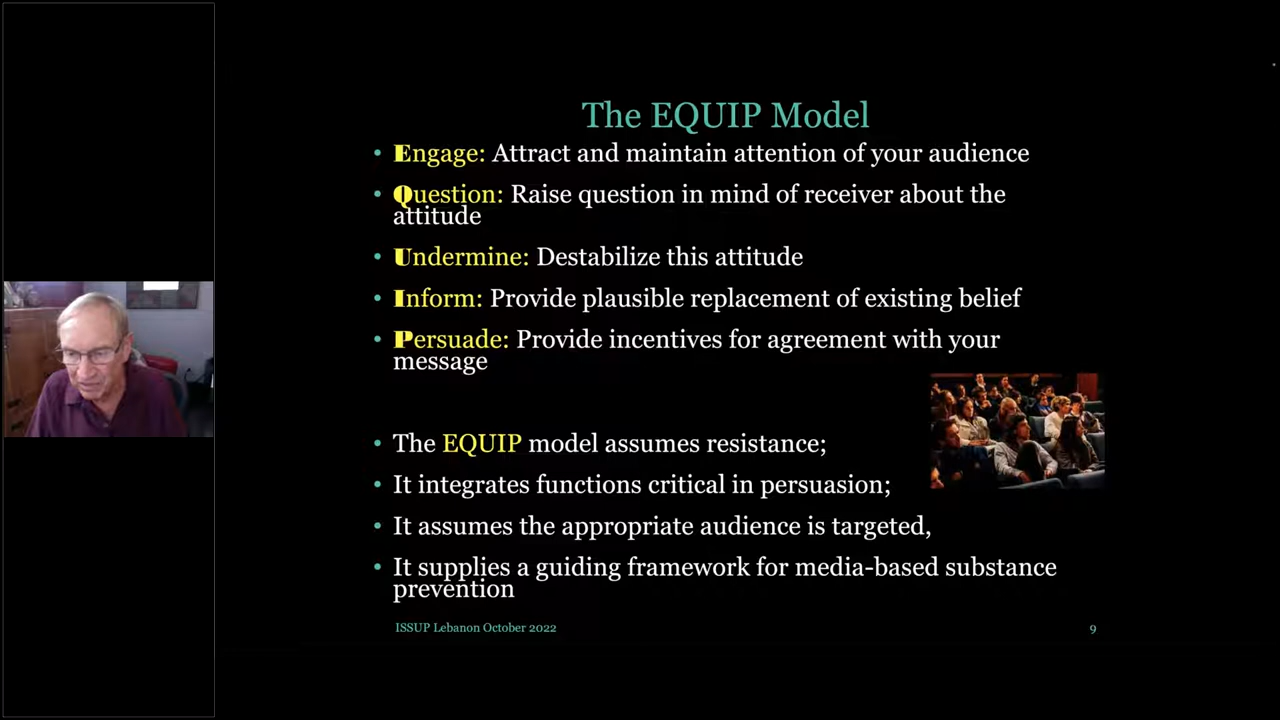 The EQUIP Model
• Engage: Attract and maintain attention of your audience
• Question: Raise question in mind of receiver about the
attitude
• Undermine: Destabilize this attitude
• Inform: Provide plausible replacement of existing belief
• Persuade: Provide incentives for agreement with your
message
• The EQUIP model assumes resistance;
• It integrates functions critical in persuasion;
• It assumes the appropriate audience is targeted,
• It supplies a guiding framework for media-based substance
prevention
ISSUP Lebanon October 2022
9